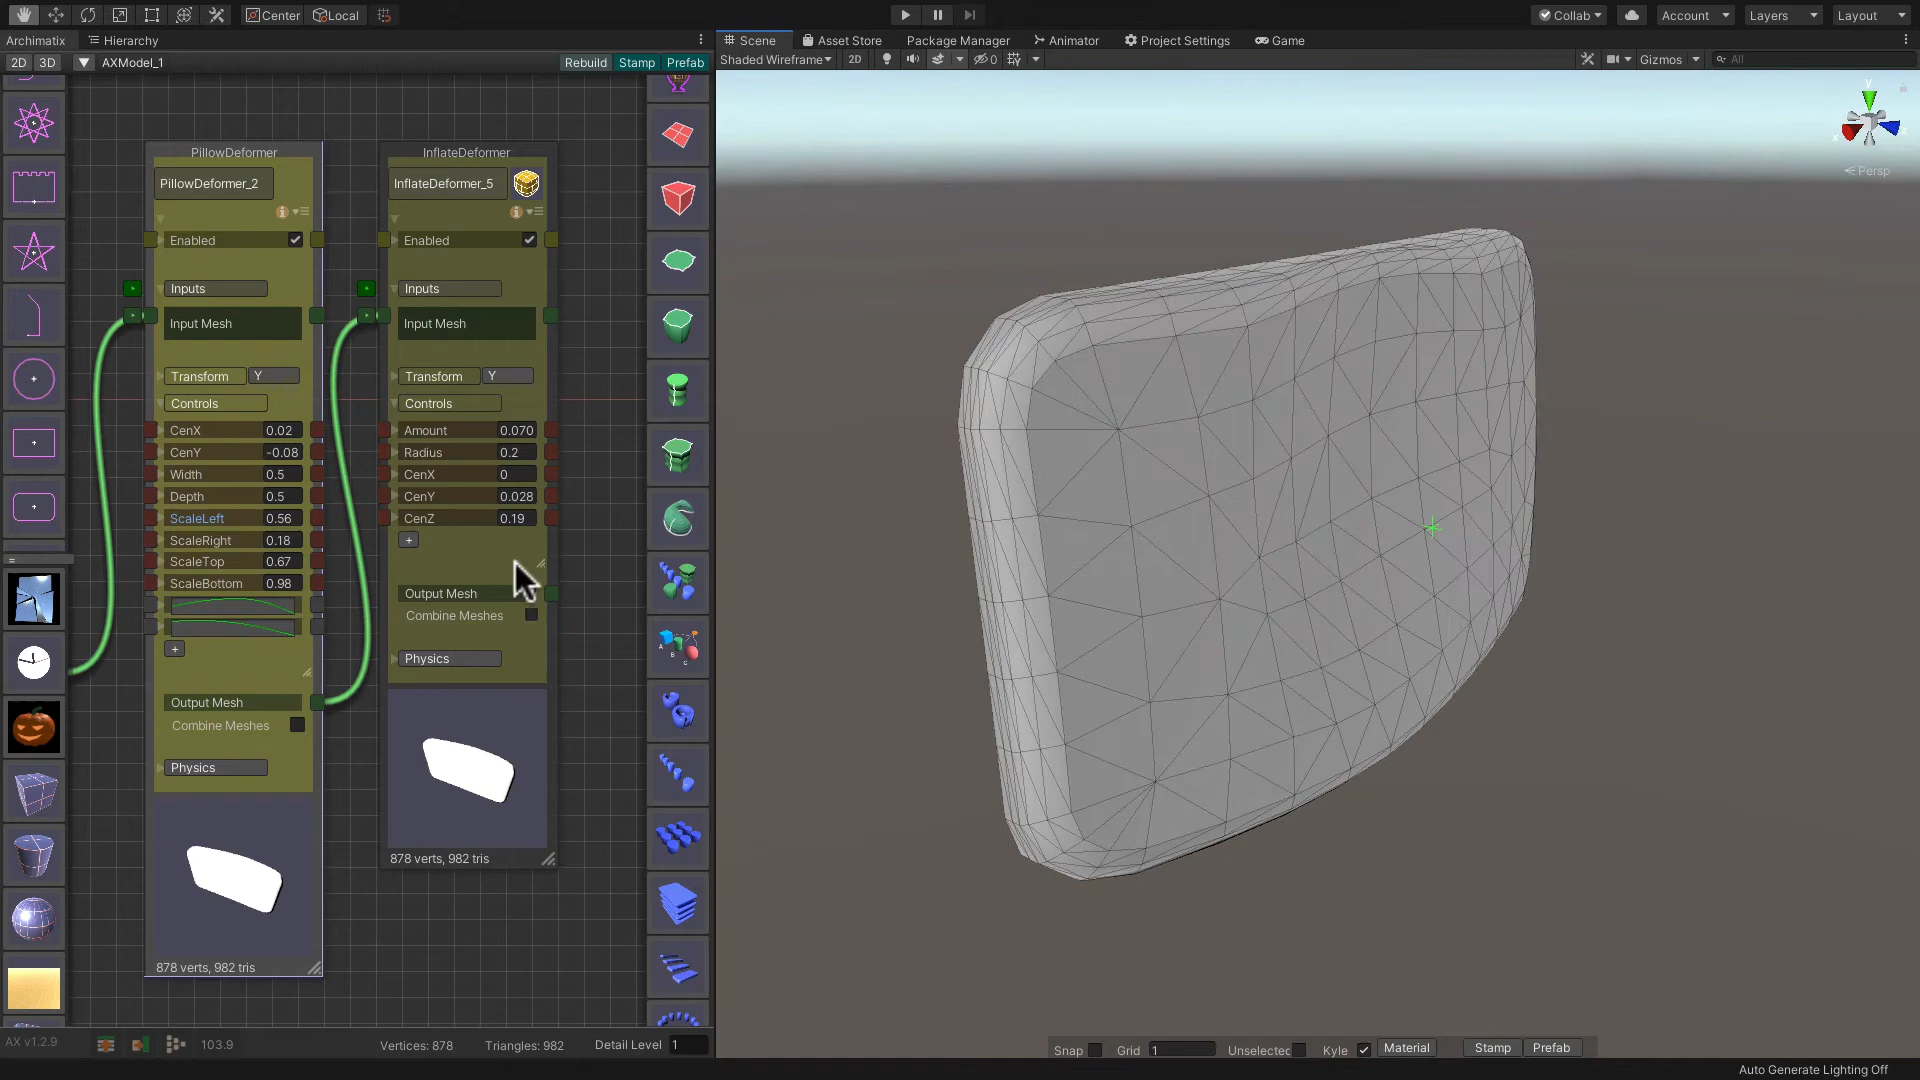 Center
Local
Collab
Account
Layers
Layout
Archimatix
Hierarchy
Scene
Asset Store
Package Manager
Animator
Project Settings
Game
2D
3D
AXModel_1
Rebuild
Stamp
Prefab
Shaded Wireframe
2D
0
Gizmos
All
y
Persp
PillowDeformer
PillowDeformer_2
Enabled
Inputs
Input Mesh
Transform
Y
Controls
CenX 0.02
CenY -0.08
Width 0.5
Depth 0.5
ScaleLeft 0.56
ScaleRight 0.18
ScaleTop 0.67
ScaleBottom 0.98
+
Output Mesh
Combine Meshes
Physics
878 verts, 982 tris
InflateDeformer
InflateDeformer_5
Enabled
Inputs
Input Mesh
Transform
Y
Controls
Amount 0.070
Radius 0.2
CenX 0
CenY 0.028
CenZ 0.19
+
Output Mesh
Combine Meshes
Physics
878 verts, 982 tris
A
B
C
AX v1.2.9
103.9
Vertices: 878
Triangles: 982
Detail Level 1
Snap
Grid 1
Unselected
Kyle
Material
Stamp
Prefab
Auto Generate Lighting Off